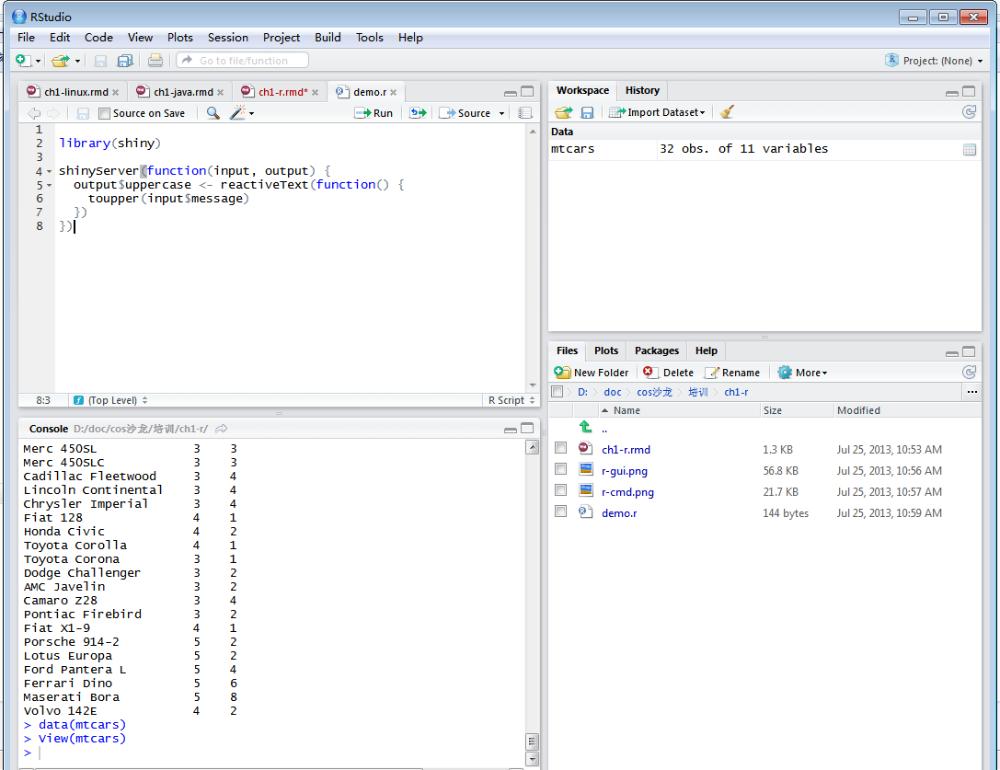 RStudio
File Edit Code View Plots Session Project Build Tools Help
Go to file/function Project: (None)
ch1-linux.rmd ch1-java.rmd ch1-r.rmd* demo.r
Source on Save Run Source
1
2 library(shiny)
3
4 shinyServer(function(input, output) {
5   output$uppercase <- reactiveText(function() {
6     toupper(input$message)
7   })
8 })
8:3 (Top Level) R Script
Console D:/doc/cos沙龙/培训/ch1-r/
Merc 450SL 3 3
Merc 450SLC 3 3
Cadillac Fleetwood 3 4
Lincoln Continental 3 4
Chrysler Imperial 3 4
Fiat 128 4 1
Honda Civic 4 2
Toyota Corolla 4 1
Toyota Corona 3 1
Dodge Challenger 3 2
AMC Javelin 3 2
Camaro Z28 3 4
Pontiac Firebird 3 2
Fiat X1-9 4 1
Porsche 914-2 5 2
Lotus Europa 5 2
Ford Pantera L 5 4
Ferrari Dino 5 6
Maserati Bora 5 8
Volvo 142E 4 2
> data(mtcars)
> View(mtcars)
>
Workspace History
Import Dataset
Data
mtcars 32 obs. of 11 variables
Files Plots Packages Help
New Folder Delete Rename More
D: doc cos沙龙 培训 ch1-r ...
Name Size Modified
..
ch1-r.rmd 1.3 KB Jul 25, 2013, 10:53 AM
r-gui.png 56.8 KB Jul 25, 2013, 10:56 AM
r-cmd.png 21.7 KB Jul 25, 2013, 10:57 AM
demo.r 144 bytes Jul 25, 2013, 10:59 AM